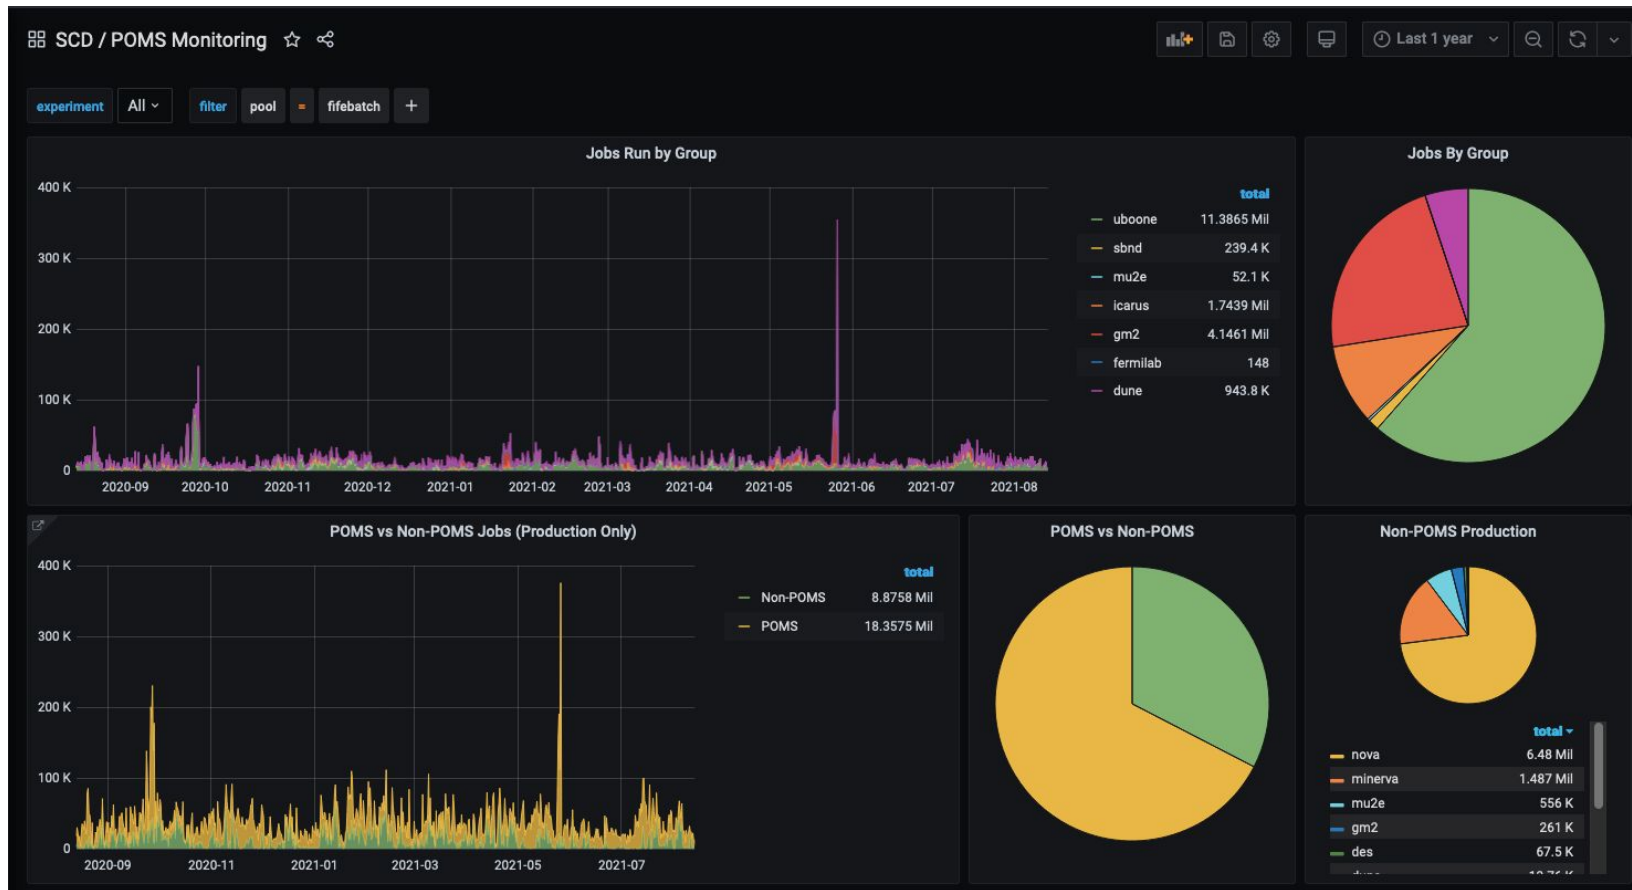 SCD / POMS Monitoring
Last 1 year
experiment All filter pool = fifebatch +
Jobs Run by Group
400 K
300 K
200 K
100 K
0
2020-09 2020-10 2020-11 2020-12 2021-01 2021-02 2021-03 2021-04 2021-05 2021-06 2021-07 2021-08
total
uboone 11.3865 Mil
sbnd 239.4 K
mu2e 52.1 K
icarus 1.7439 Mil
gm2 4.1461 Mil
fermilab 148
dune 943.8 K
Jobs By Group
POMS vs Non-POMS Jobs (Production Only)
400 K
300 K
200 K
100 K
0
2020-09 2020-11 2021-01 2021-03 2021-05 2021-07
total
Non-POMS 8.8758 Mil
POMS 18.3575 Mil
POMS vs Non-POMS
Non-POMS Production
total
nova 6.48 Mil
minerva 1.487 Mil
mu2e 556 K
gm2 261 K
des 67.5 K